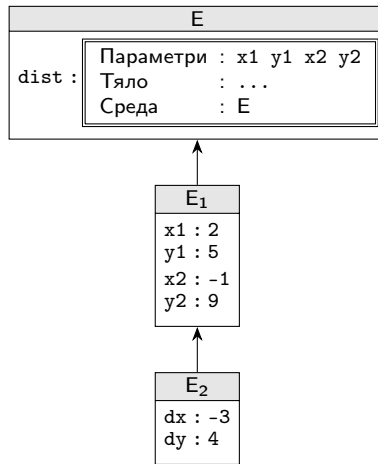 E
dist : Параметри : x1 y1 x2 y2
Тяло : ...
Среда : E
E₁
x1 : 2
y1 : 5
x2 : -1
y2 : 9
E₂
dx : -3
dy : 4